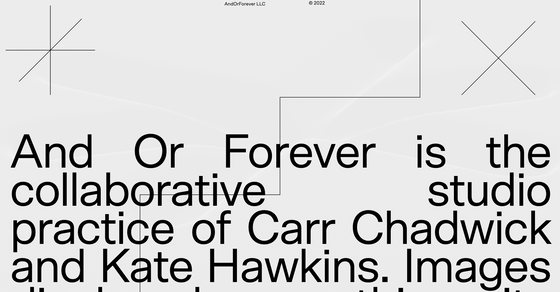 AndOrForever LLC © 2022
And Or Forever is the
collaborative studio
practice of Carr Chadwick
and Kate Hawkins. Images